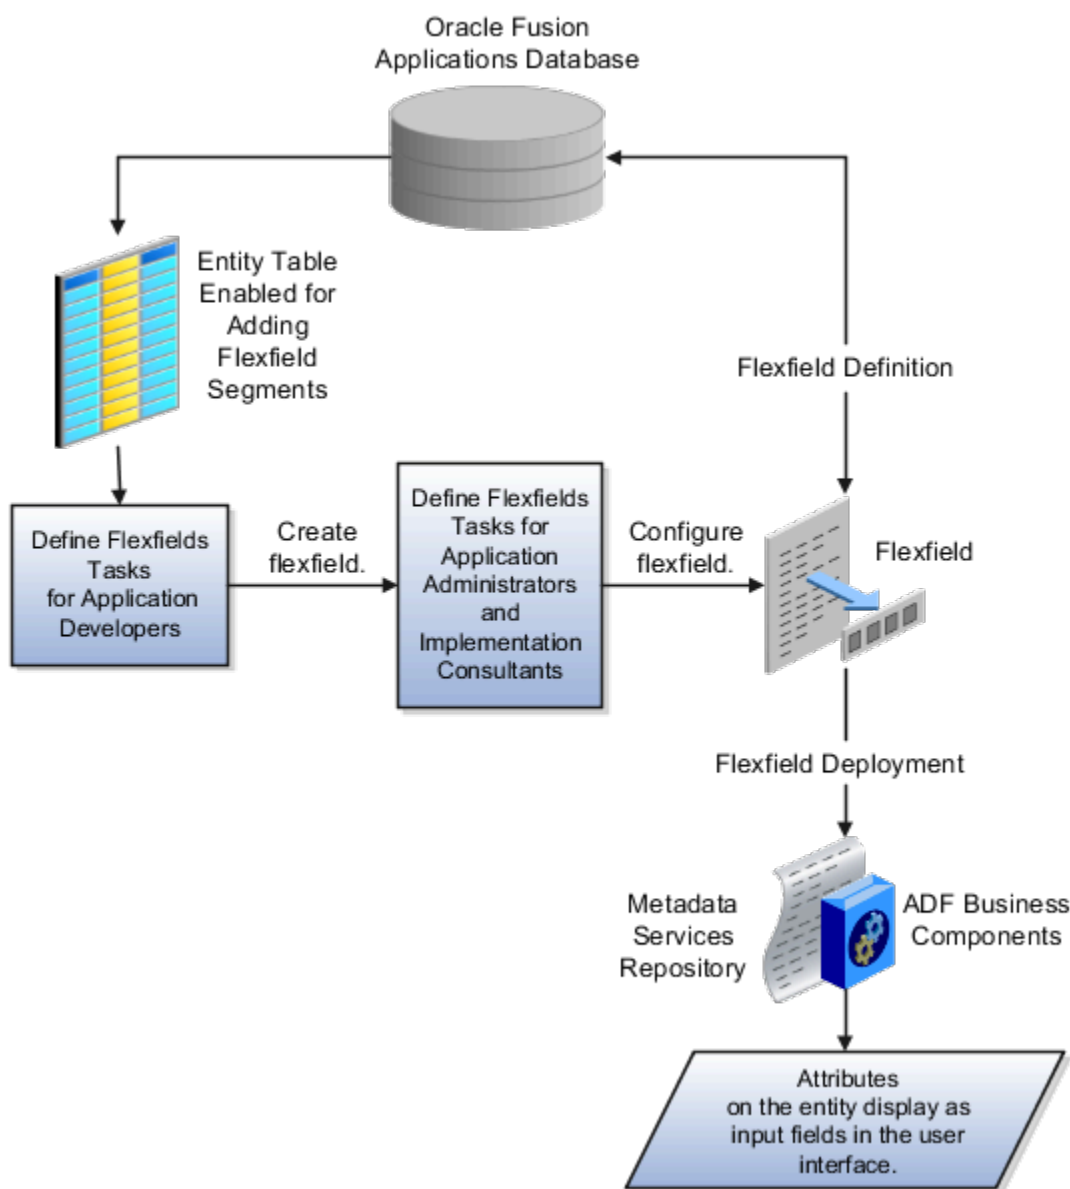 Oracle Fusion
Applications Database
Entity Table
Enabled for
Adding
Flexfield
Segments
Flexfield Definition
Define Flexfields
Tasks
for Application
Developers
Create
flexfield.
Define Flexfields
Tasks for
Application
Administrators
and
Implementation
Consultants
Configure
flexfield.
Flexfield
Flexfield Deployment
Metadata
Services
Repository
ADF Business
Components
Attributes
on the entity display as
input fields in the user
interface.